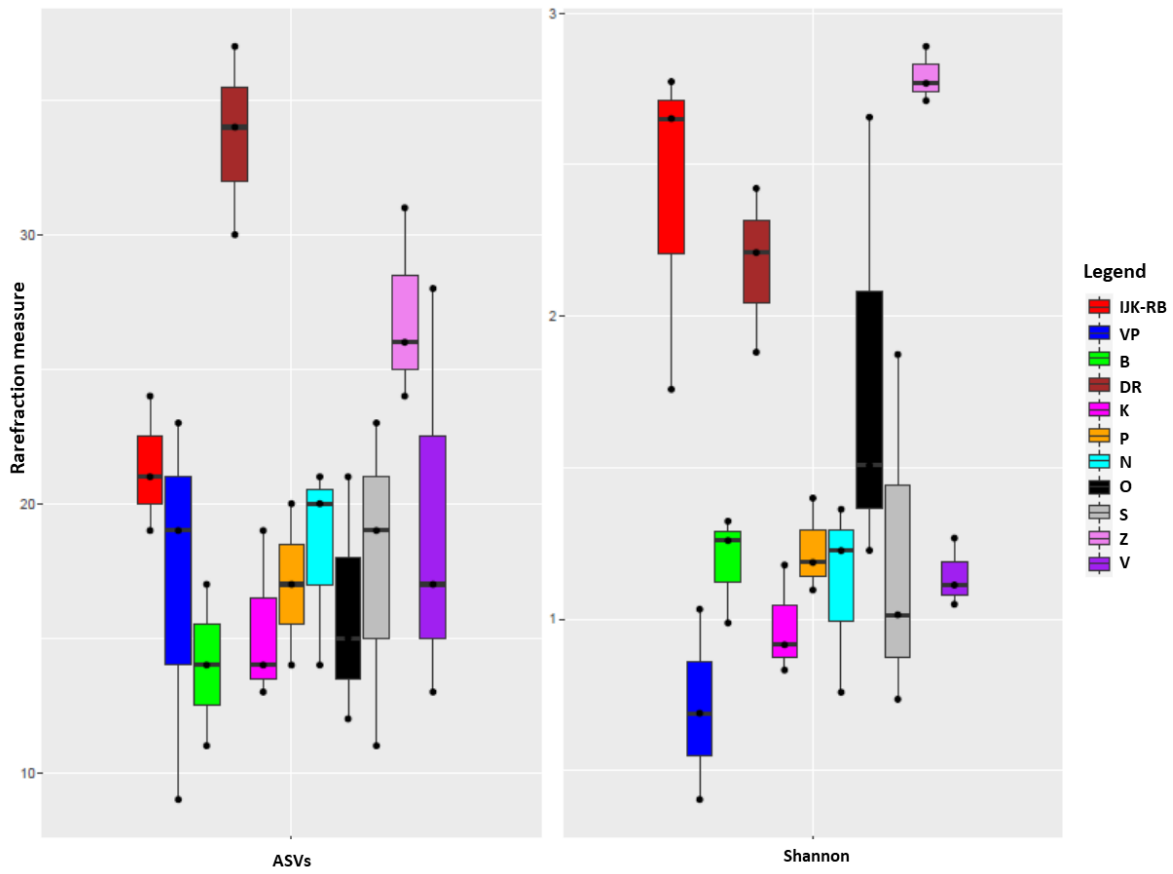 Rarefraction measure
30
20
10
ASVs
3
2
1
Shannon
Legend
IJK-RB
VP
B
DR
K
P
N
O
S
Z
V